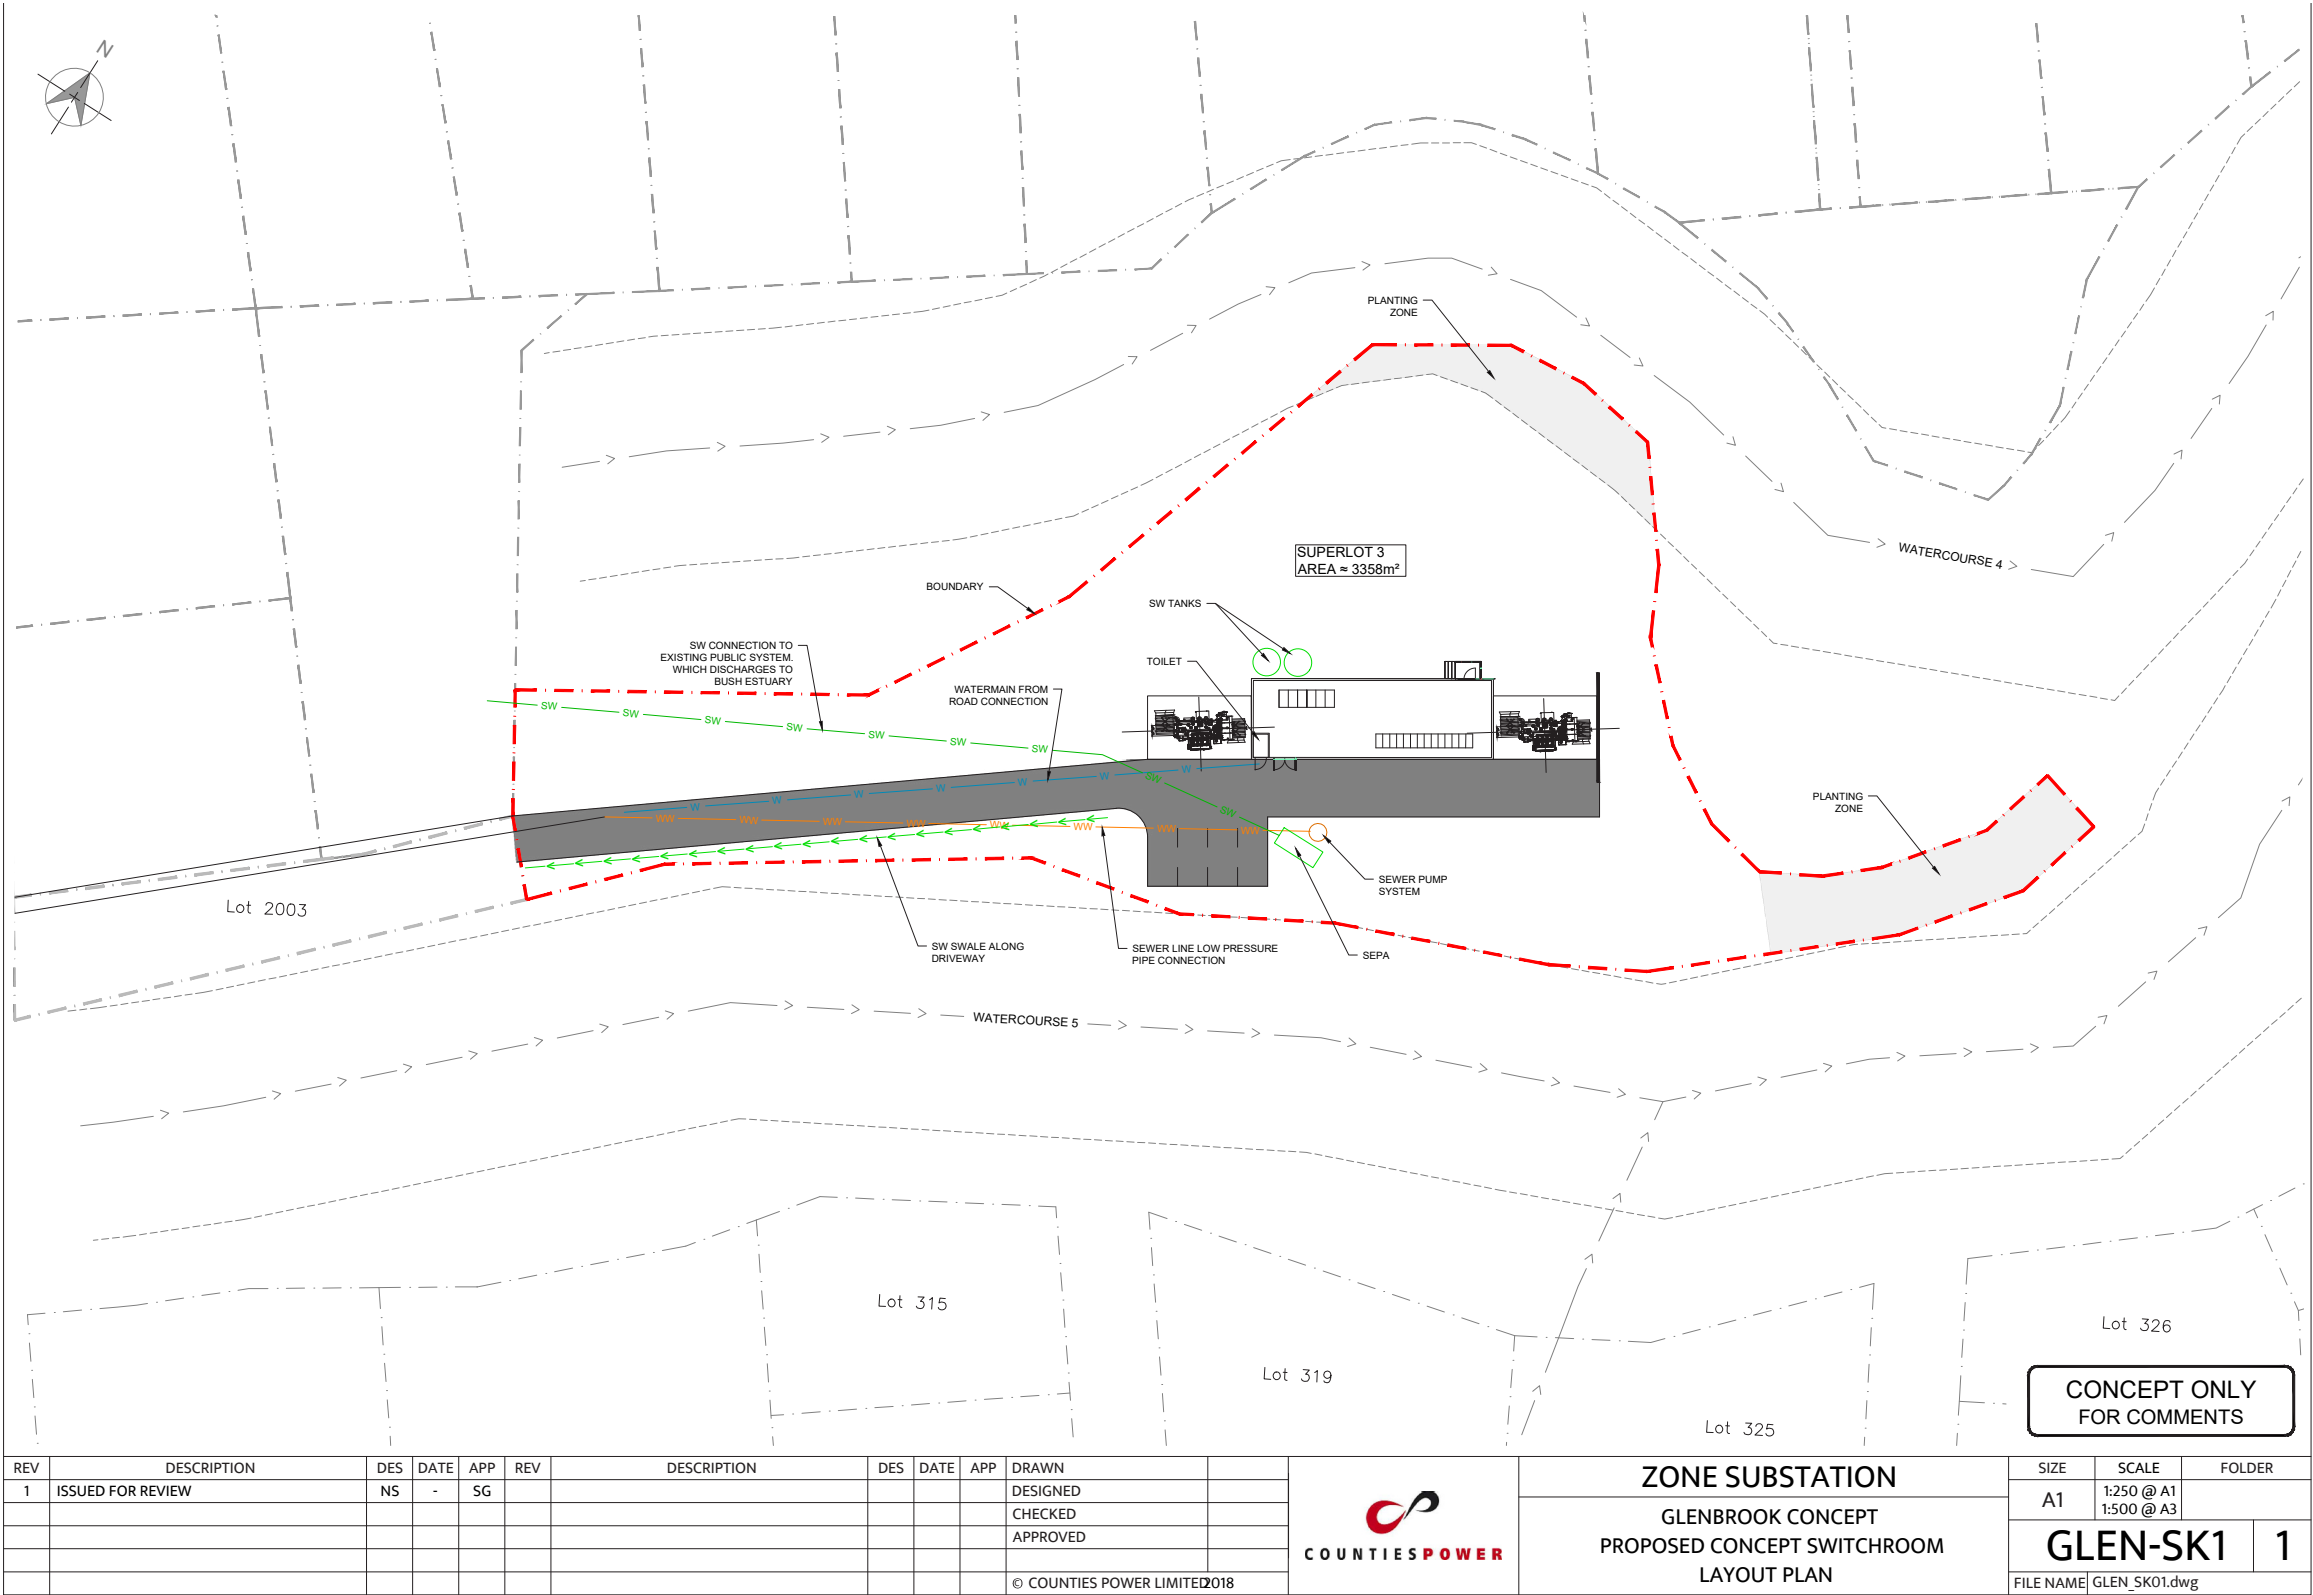 N
PLANTING
ZONE
WATERCOURSE 4
SUPERLOT 3
AREA ≈ 3358m²
BOUNDARY
SW TANKS
SW CONNECTION TO
EXISTING PUBLIC SYSTEM.
WHICH DISCHARGES TO
BUSH ESTUARY
TOILET
WATERMAIN FROM
ROAD CONNECTION
SW SW SW SW SW SW SW SW SW
W W W W W W W
WW WW WW WW WW WW WW WW
PLANTING
ZONE
SEWER PUMP
SYSTEM
Lot 2003
SW SWALE ALONG
DRIVEWAY
SEWER LINE LOW PRESSURE
PIPE CONNECTION
SEPA
WATERCOURSE 5
Lot 315
Lot 319
Lot 325
Lot 326
CONCEPT ONLY
FOR COMMENTS
REV DESCRIPTION DES DATE APP REV DESCRIPTION DES DATE APP
1 ISSUED FOR REVIEW NS - SG
DRAWN
DESIGNED
CHECKED
APPROVED
© COUNTIES POWER LIMITED2018
COUNTIESPOWER
ZONE SUBSTATION
GLENBROOK CONCEPT
PROPOSED CONCEPT SWITCHROOM
LAYOUT PLAN
SIZE SCALE FOLDER
A1
1:250 @ A1
1:500 @ A3
GLEN-SK1 1
FILE NAME GLEN_SK01.dwg